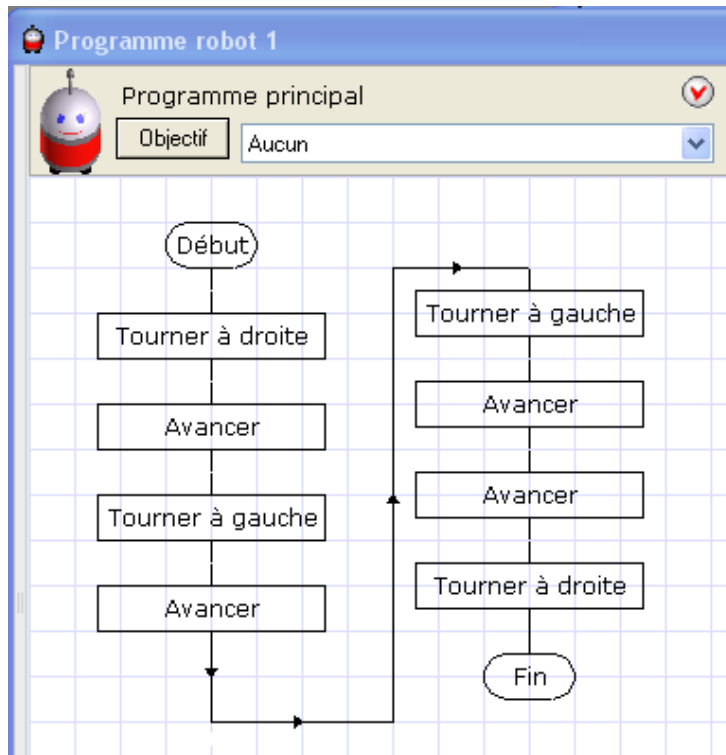 Programme robot 1
Programme principal
Objectif
Aucun
Début
Tourner à droite
Avancer
Tourner à gauche
Avancer
Tourner à gauche
Avancer
Avancer
Tourner à droite
Fin